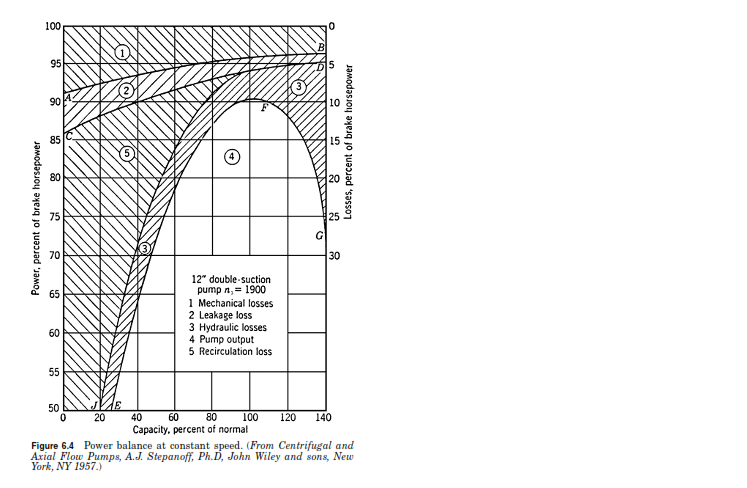 100
95
90
85
80
75
70
65
60
55
50
Power, percent of brake horsepower
0
5
10
15
20
25
30
Losses, percent of brake horsepower
A
B
C
D
E
F
G
J
1
2
3
5
4
3
12" double-suction
pump nₛ = 1900
1 Mechanical losses
2 Leakage loss
3 Hydraulic losses
4 Pump output
5 Recirculation loss
0 20 40 60 80 100 120 140
Capacity, percent of normal
Figure 6.4 Power balance at constant speed. (From Centrifugal and
Axial Flow Pumps, A.J. Stepanoff, Ph.D, John Wiley and sons, New
York, NY 1957.)